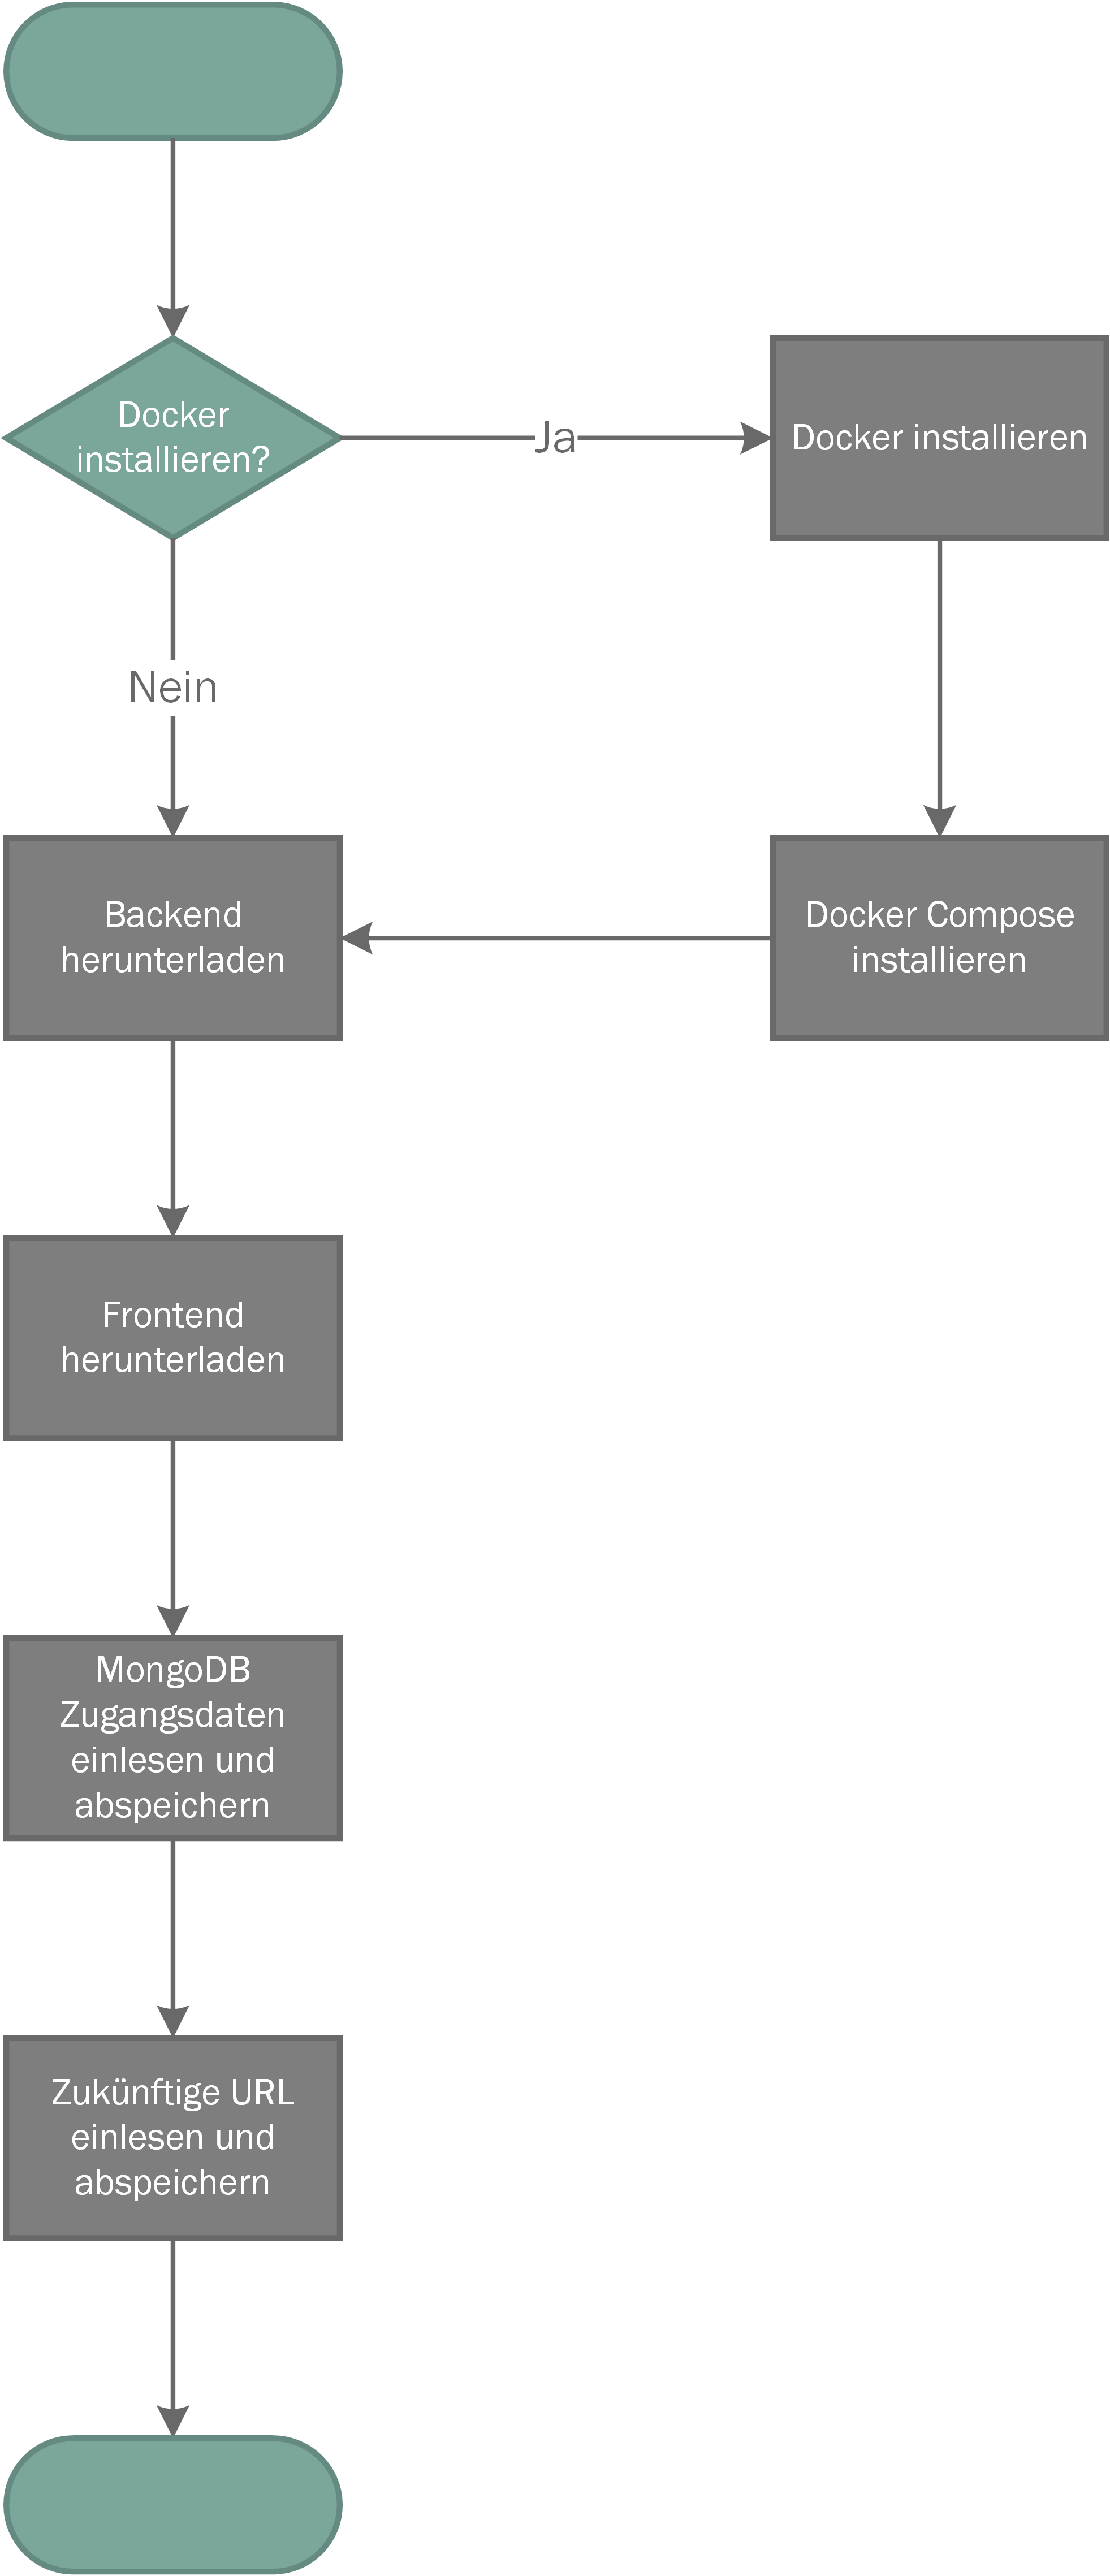 Docker
installieren?
Ja
Docker installieren
Nein
Backend
herunterladen
Docker Compose
installieren
Frontend
herunterladen
MongoDB
Zugangsdaten
einlesen und
abspeichern
Zukünftige URL
einlesen und
abspeichern